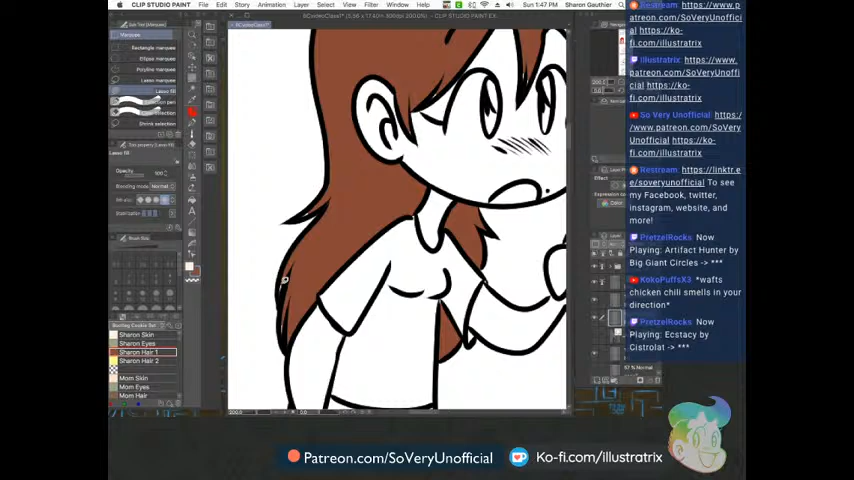 CLIP STUDIO PAINT
File
Edit
Story
Animation
Layer
Select
View
Filter
Window
Help
Sun 1:47 PM
Sharon Gauthier
Marquee
Rectangle marquee
Ellipse marquee
Polyline marquee
Lasso marquee
Lasso fill
Shrink selection
Lasso fill
Opacity
Blending mode
Normal
Sharon Skin
Sharon Eyes
Sharon Hair 1
Sharon Hair 2
Mom Skin
Mom Eyes
Mom Hair
Effect
Restream: https://
www.patreon.com/SoVeryUnoffici
al https://ko-
fi.com/illustratrix
Illustratrix: https://www.
patreon.com/SoVeryUnoffi
cial https://ko-
fi.com/illustratrix
So Very Unofficial: https:/
/www.patreon.com/SoVery
Unofficial https://ko-
fi.com/illustratrix
Restream: https://linktr.e
e/soveryunofficial To see
my Facebook, twitter,
instagram, website, and
more!
PretzelRocks Now
Playing: Artifact Hunter by
Big Giant Circles -> ***
KokoPuffsX3 *wafts
chicken chili smells in your
direction*
PretzelRocks Now
Playing: Ecstacy by
Cistrolat -> ***
Patreon.com/SoVeryUnofficial
Ko-fi.com/illustratrix